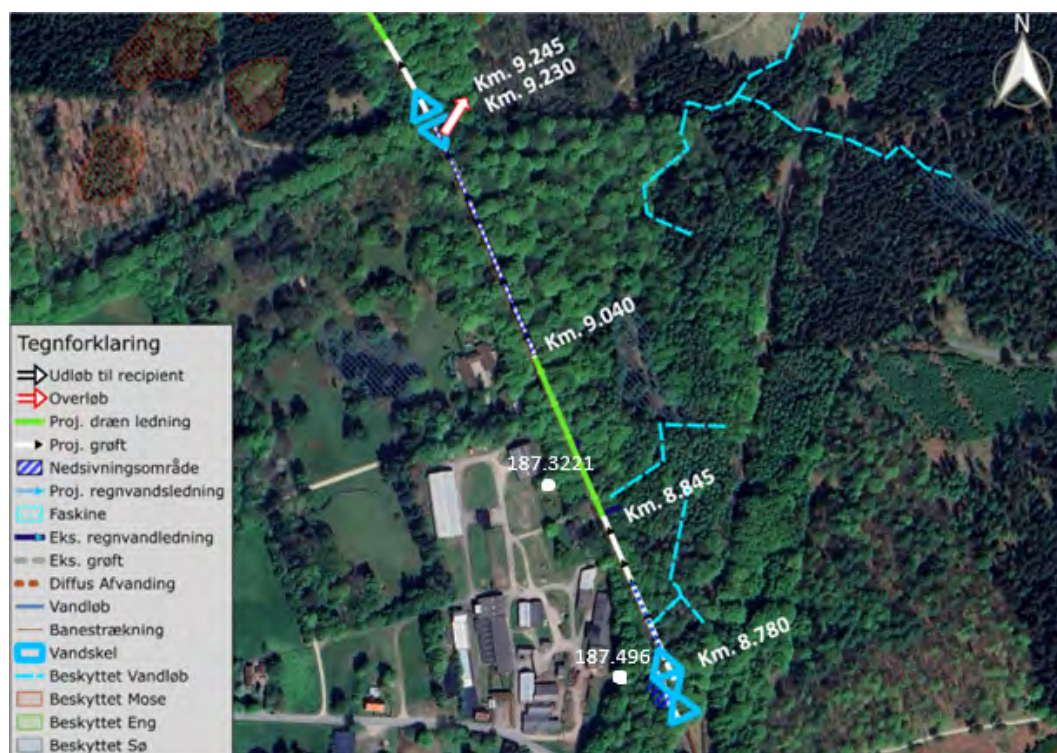 N
Km. 9.245
Km. 9.230
Km. 9.040
187.3221
Km. 8.845
Km. 8.780
187.496
Tegnforklaring
Udløb til recipient
Overløb
Proj. dræn ledning
Proj. grøft
Nedsivningsområde
Proj. regnvandsledning
Faskine
Eks. regnvandledning
Eks. grøft
Diffus Afvanding
Vandløb
Banestrækning
Vandskel
Beskyttet Vandløb
Beskyttet Mose
Beskyttet Eng
Beskyttet Sø